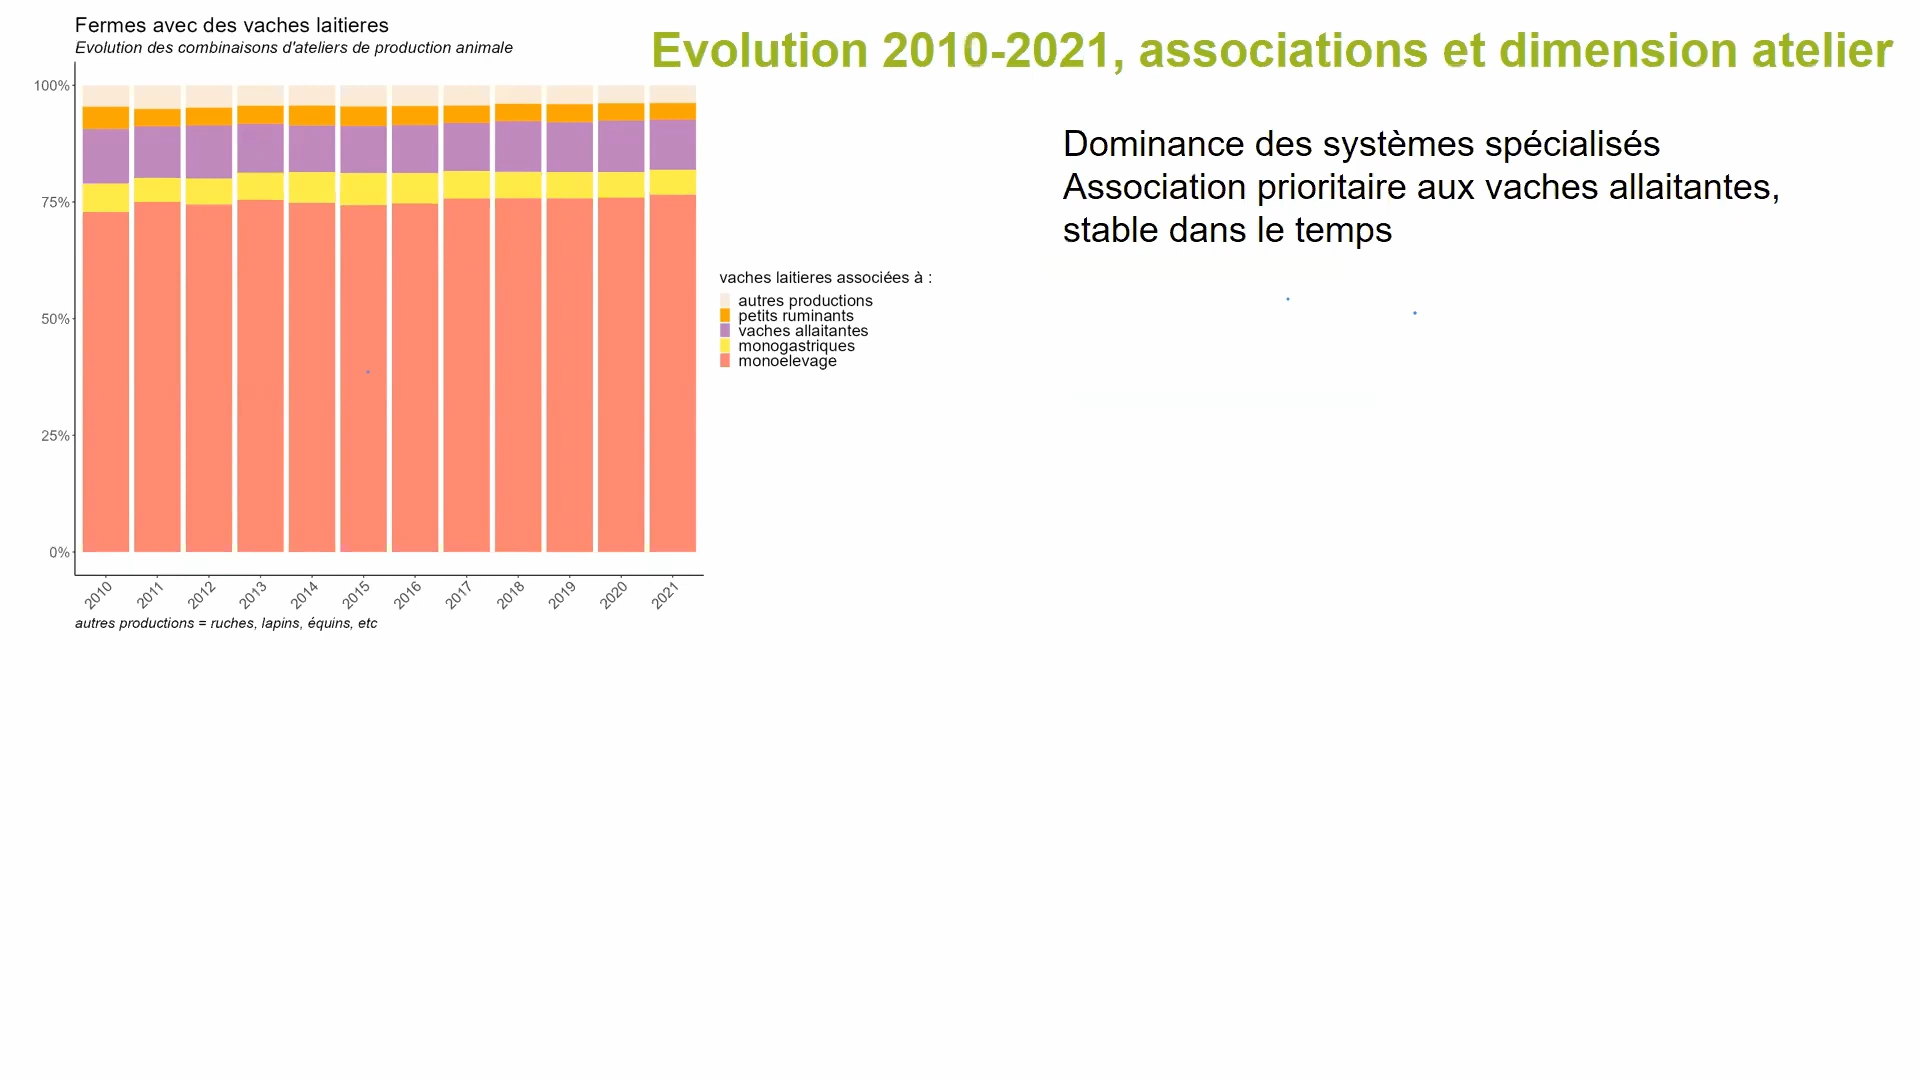 Evolution 2010-2021, associations et dimension atelier
Fermes avec des vaches laitieres
Evolution des combinaisons d'ateliers de production animale
100%
75%
50%
25%
0%
2010
2011
2012
2013
2014
2015
2016
2017
2018
2019
2020
2021
autres productions = ruches, lapins, équins, etc
vaches laitieres associées à :
autres productions
petits ruminants
vaches allaitantes
monogastriques
monoelevage
Dominance des systèmes spécialisés
Association prioritaire aux vaches allaitantes,
stable dans le temps